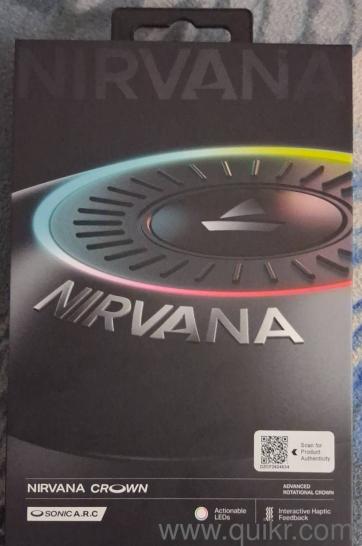 NIRVANA
NIRVANA
Scan for
Product
Authenticity
NIRVANA CROWN
ADVANCED
ROTATIONAL CROWN
SONIC A.R.C
Actionable
LEDs
Interactive Haptic
Feedback
www.quikr.com